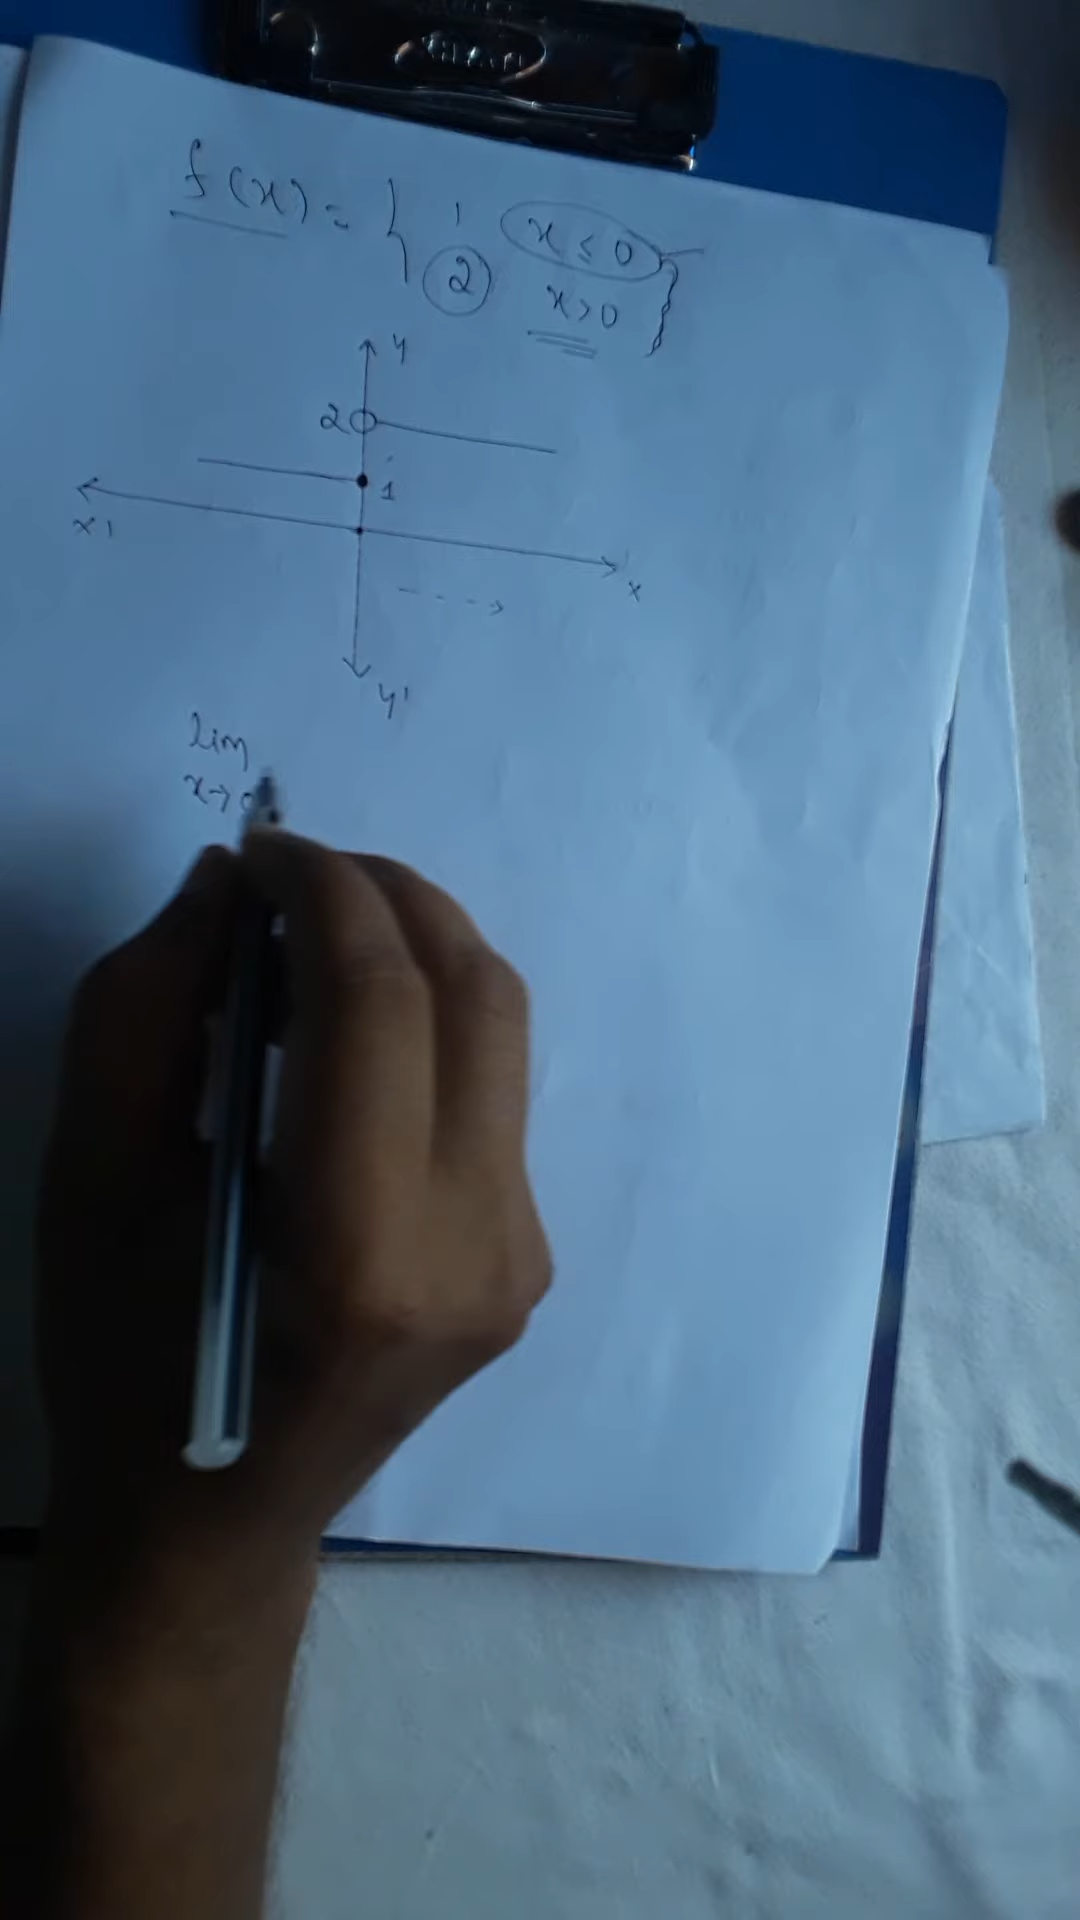 f(x) = { 1 x ≤ 0
2 x > 0 }
y
2
1
x'
x
y'
lim
x→0